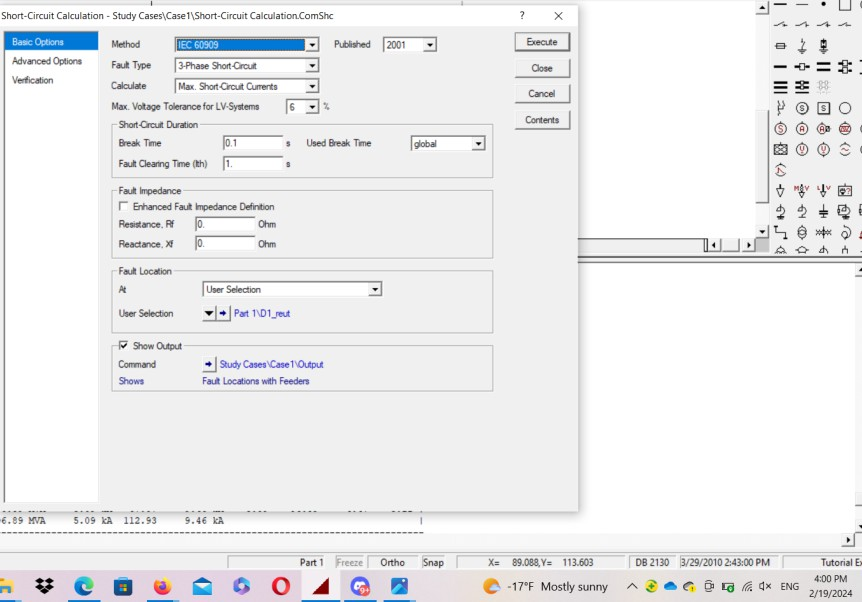 Short-Circuit Calculation - Study Cases\Case1\Short-Circuit Calculation.ComShc ?
Basic Options
Advanced Options
Verification
Method IEC 60909 Published 2001
Fault Type 3-Phase Short-Circuit
Calculate Max. Short-Circuit Currents
Max. Voltage Tolerance for LV-Systems 6 %
Short-Circuit Duration
Break Time 0.1 s Used Break Time global
Fault Clearing Time (Ith) 1. s
Fault Impedance
Enhanced Fault Impedance Definition
Resistance, Rf 0. Ohm
Reactance, Xf 0. Ohm
Fault Location
At User Selection
User Selection Part 1\D1_reut
Show Output
Command Study Cases\Case1\Output
Shows Fault Locations with Feeders
Execute
Close
Cancel
Contents
6.89 MVA 5.09 kA 112.93 9.46 kA
Part 1 Freeze Ortho Snap X= 89.088,Y= 113.603 DB 2130 3/29/2010 2:43:00 PM Tutorial Ex
-17°F Mostly sunny ENG 4:00 PM
2/19/2024